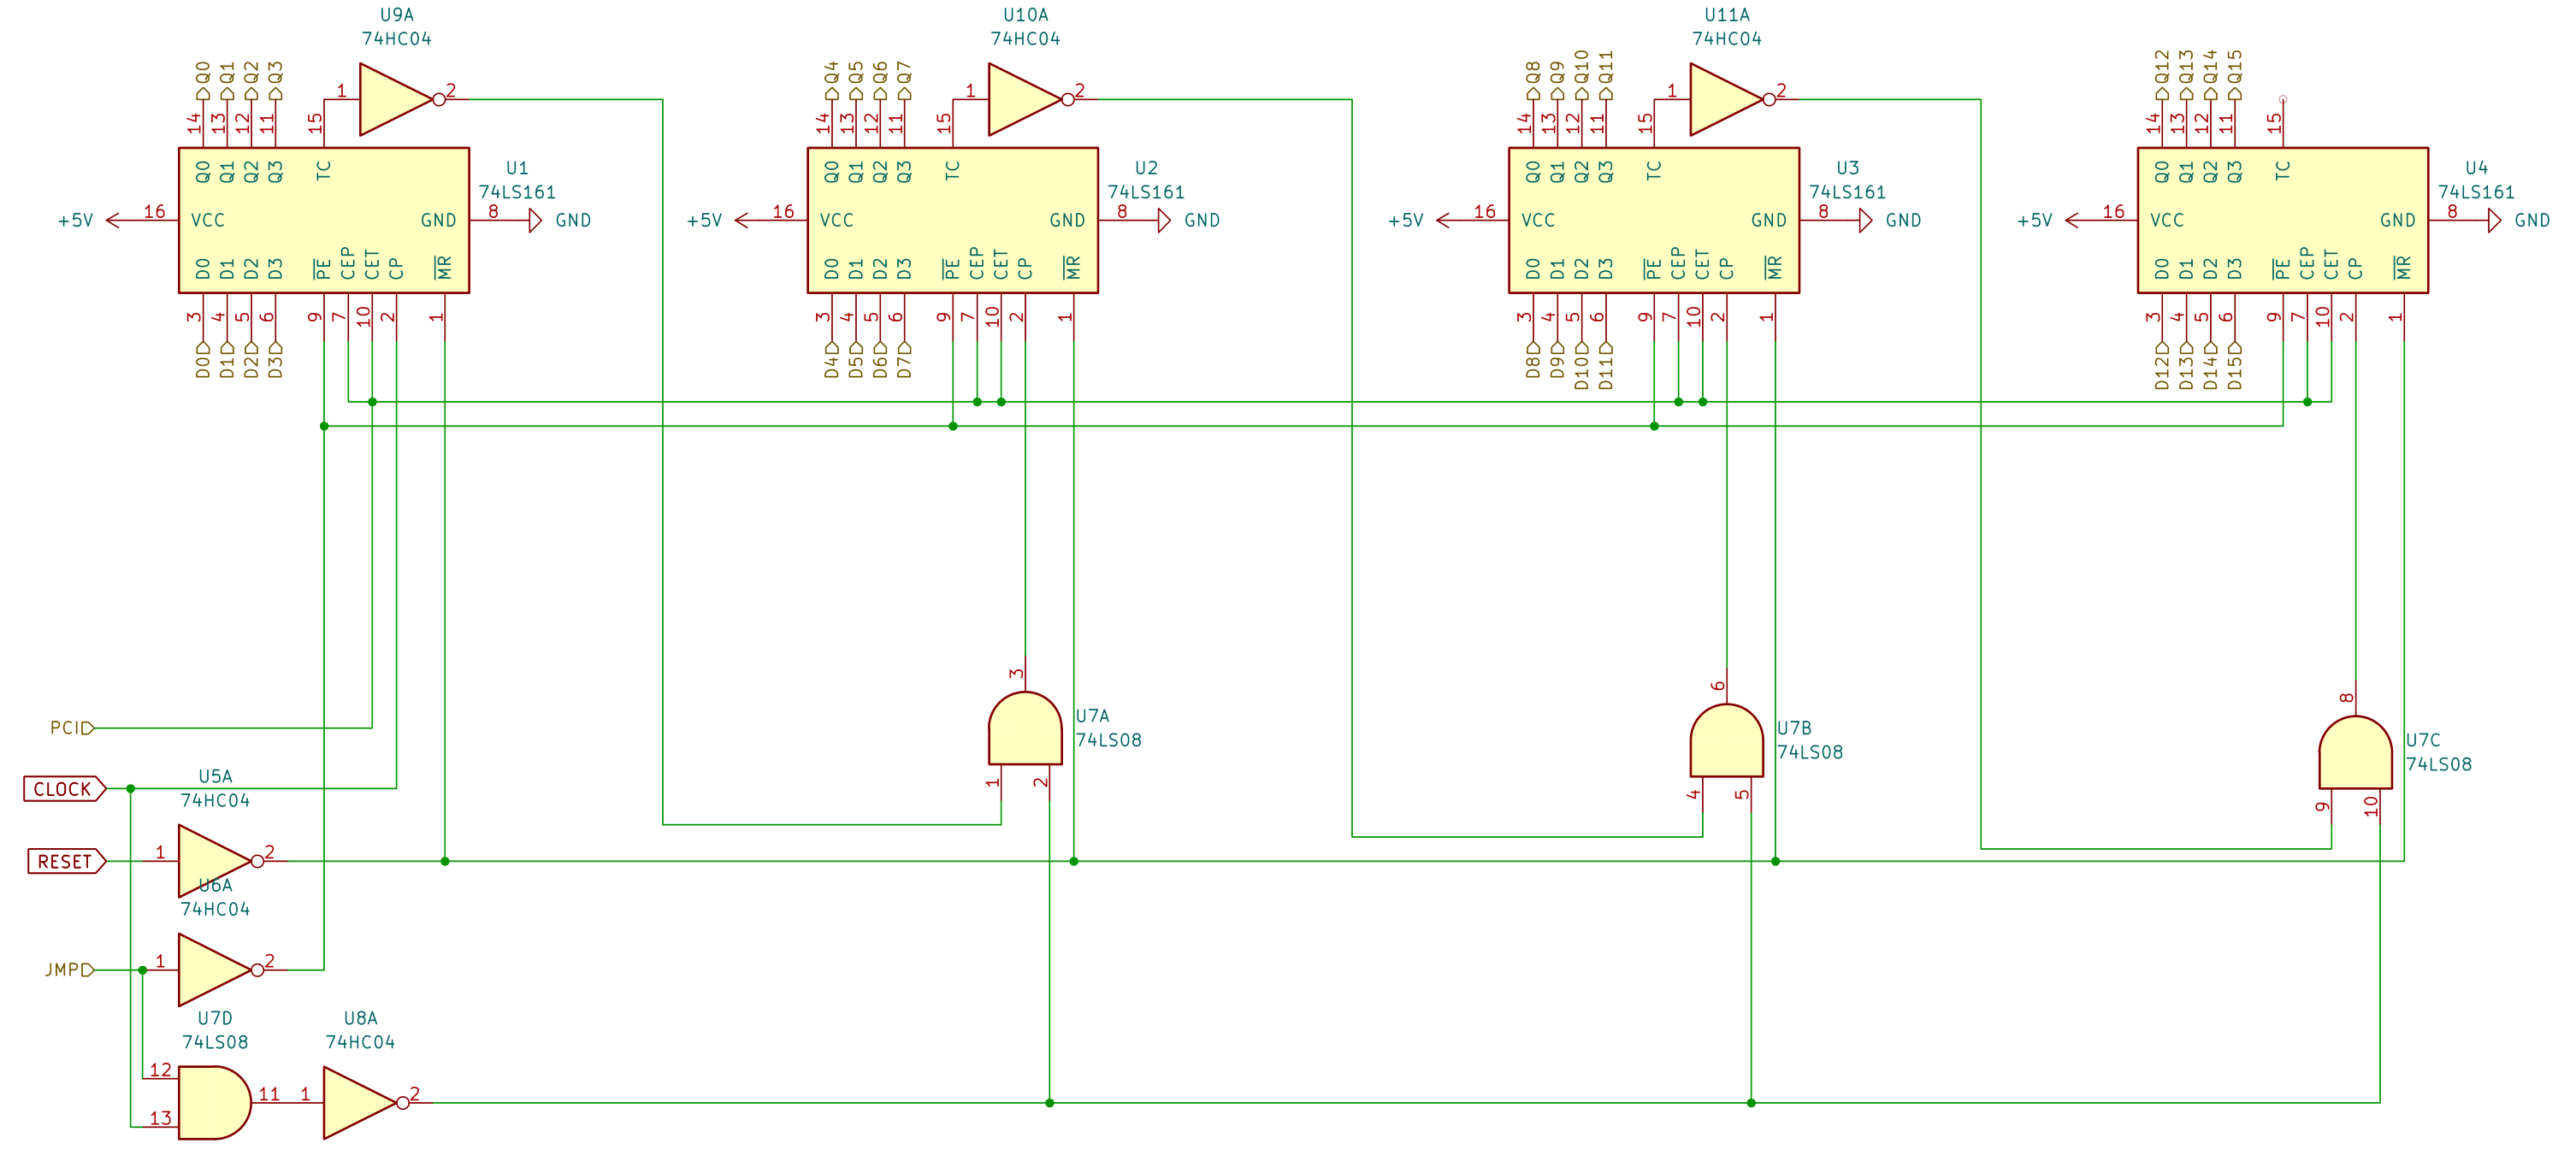 U9A
74HC04
U10A
74HC04
U11A
74HC04
Q0 Q1 Q2 Q3
1 2
Q4 Q5 Q6 Q7
1 2
Q8 Q9 Q10 Q11
1 2
Q12 Q13 Q14 Q15
14 13 12 11 15
14 13 12 11 15
14 13 12 11 15
14 13 12 11 15
Q0 Q1 Q2 Q3 TC
U1
74LS161
Q0 Q1 Q2 Q3 TC
U2
74LS161
Q0 Q1 Q2 Q3 TC
U3
74LS161
Q0 Q1 Q2 Q3 TC
U4
74LS161
+5V 16 VCC GND 8 GND
+5V 16 VCC GND 8 GND
+5V 16 VCC GND 8 GND
+5V 16 VCC GND 8 GND
D0 D1 D2 D3 PE CEP CET CP MR
D0 D1 D2 D3 PE CEP CET CP MR
D0 D1 D2 D3 PE CEP CET CP MR
D0 D1 D2 D3 PE CEP CET CP MR
3 4 5 6 9 7 10 2 1
3 4 5 6 9 7 10 2 1
3 4 5 6 9 7 10 2 1
3 4 5 6 9 7 10 2 1
D0 D1 D2 D3
D4 D5 D6 D7
D8 D9 D10 D11
D12 D13 D14 D15
3
U7A
74LS08
1 2
6
U7B
74LS08
4 5
8
U7C
74LS08
9 10
PCI
CLOCK
U5A
74HC04
RESET
1 2
U6A
74HC04
JMP
1 2
U7D
74LS08
U8A
74HC04
12
13
11
1 2